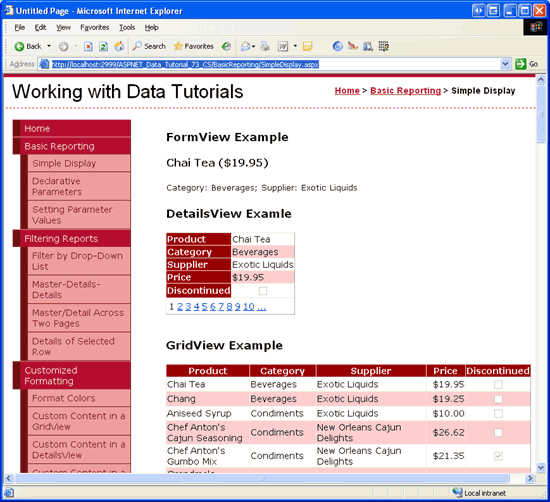 Untitled Page - Microsoft Internet Explorer
File Edit View Favorites Tools Help
Back Search Favorites
Address http://localhost:2999/ASPNET_Data_Tutorial_73_CS/BasicReporting/SimpleDisplay.aspx Go
Working with Data Tutorials
Home > Basic Reporting > Simple Display
Home
Basic Reporting
Simple Display
Declarative
Parameters
Setting Parameter
Values
Filtering Reports
Filter by Drop-Down
List
Master-Details-
Details
Master/Detail Across
Two Pages
Details of Selected
Row
Customized
Formatting
Format Colors
Custom Content in a
GridView
Custom Content in a
DetailsView
Custom Content in a
FormView Example
Chai Tea ($19.95)
Category: Beverages; Supplier: Exotic Liquids
DetailsView Examle
Product Chai Tea
Category Beverages
Supplier Exotic Liquids
Price $19.95
Discontinued
1 2 3 4 5 6 7 8 9 10 ...
GridView Example
Product Category Supplier Price Discontinued
Chai Tea Beverages Exotic Liquids $19.95
Chang Beverages Exotic Liquids $19.25
Aniseed Syrup Condiments Exotic Liquids $10.00
Chef Anton's Cajun Seasoning Condiments New Orleans Cajun Delights $26.62
Chef Anton's Gumbo Mix Condiments New Orleans Cajun Delights $21.35
Local intranet